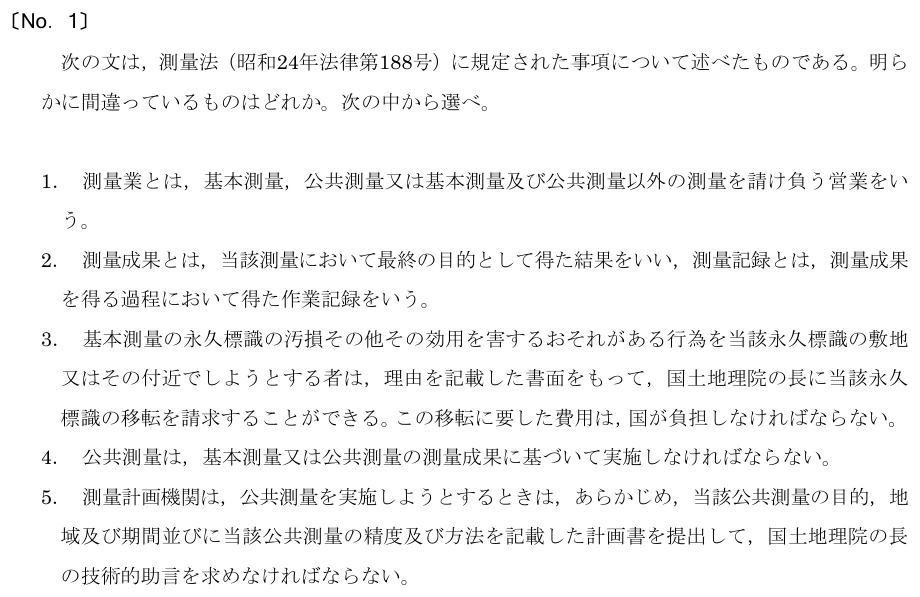 〔No. 1〕
次の文は，測量法（昭和24年法律第188号）に規定された事項について述べたものである。明ら
かに間違っているものはどれか。次の中から選べ。
1. 測量業とは，基本測量，公共測量又は基本測量及び公共測量以外の測量を請け負う営業をい
う。
2. 測量成果とは，当該測量において最終の目的として得た結果をいい，測量記録とは，測量成果
を得る過程において得た作業記録をいう。
3. 基本測量の永久標識の汚損その他その効用を害するおそれがある行為を当該永久標識の敷地
又はその付近でしようとする者は，理由を記載した書面をもって，国土地理院の長に当該永久
標識の移転を請求することができる。この移転に要した費用は，国が負担しなければならない。
4. 公共測量は，基本測量又は公共測量の測量成果に基づいて実施しなければならない。
5. 測量計画機関は，公共測量を実施しようとするときは，あらかじめ，当該公共測量の目的，地
域及び期間並びに当該公共測量の精度及び方法を記載した計画書を提出して，国土地理院の長
の技術的助言を求めなければならない。